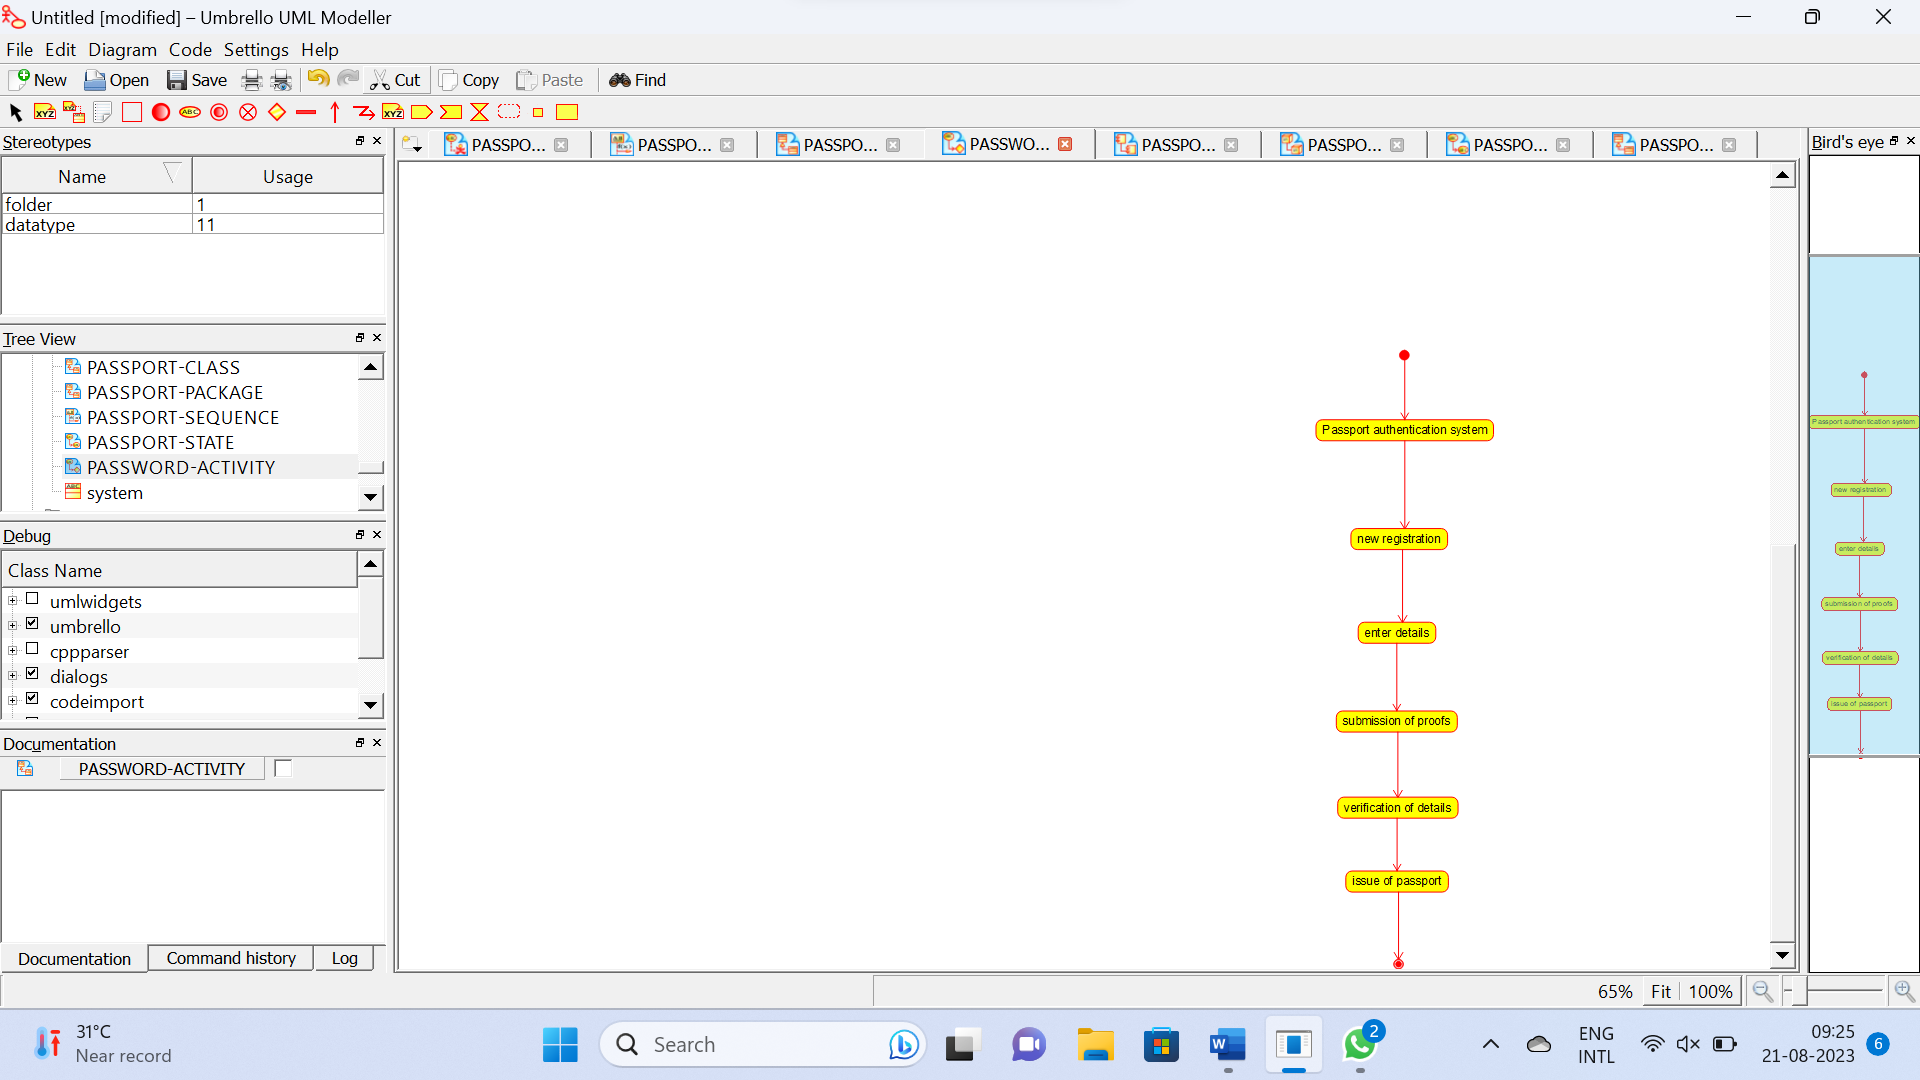 Untitled [modified] – Umbrello UML Modeller
File Edit Diagram Code Settings Help
New Open Save Cut Copy Paste Find
XYZ XYZ ABC XYZ
Stereotypes
Name Usage
folder 1
datatype 11
Tree View
PASSPORT-CLASS
PASSPORT-PACKAGE
PASSPORT-SEQUENCE
PASSPORT-STATE
PASSWORD-ACTIVITY
system
Debug
Class Name
umlwidgets
umbrello
cppparser
dialogs
codeimport
Documentation
PASSWORD-ACTIVITY
Documentation Command history Log
PASSPO... PASSPO... PASSPO... PASSWO... PASSPO... PASSPO... PASSPO... PASSPO...
Passport authentication system
new registration
enter details
submission of proofs
verification of details
issue of passport
Bird's eye
Passport authentication system
new registration
enter details
submission of proofs
verification of details
issue of passport
65% Fit 100%
31°C
Near record
Search
2
ENG
INTL
09:25
21-08-2023
6